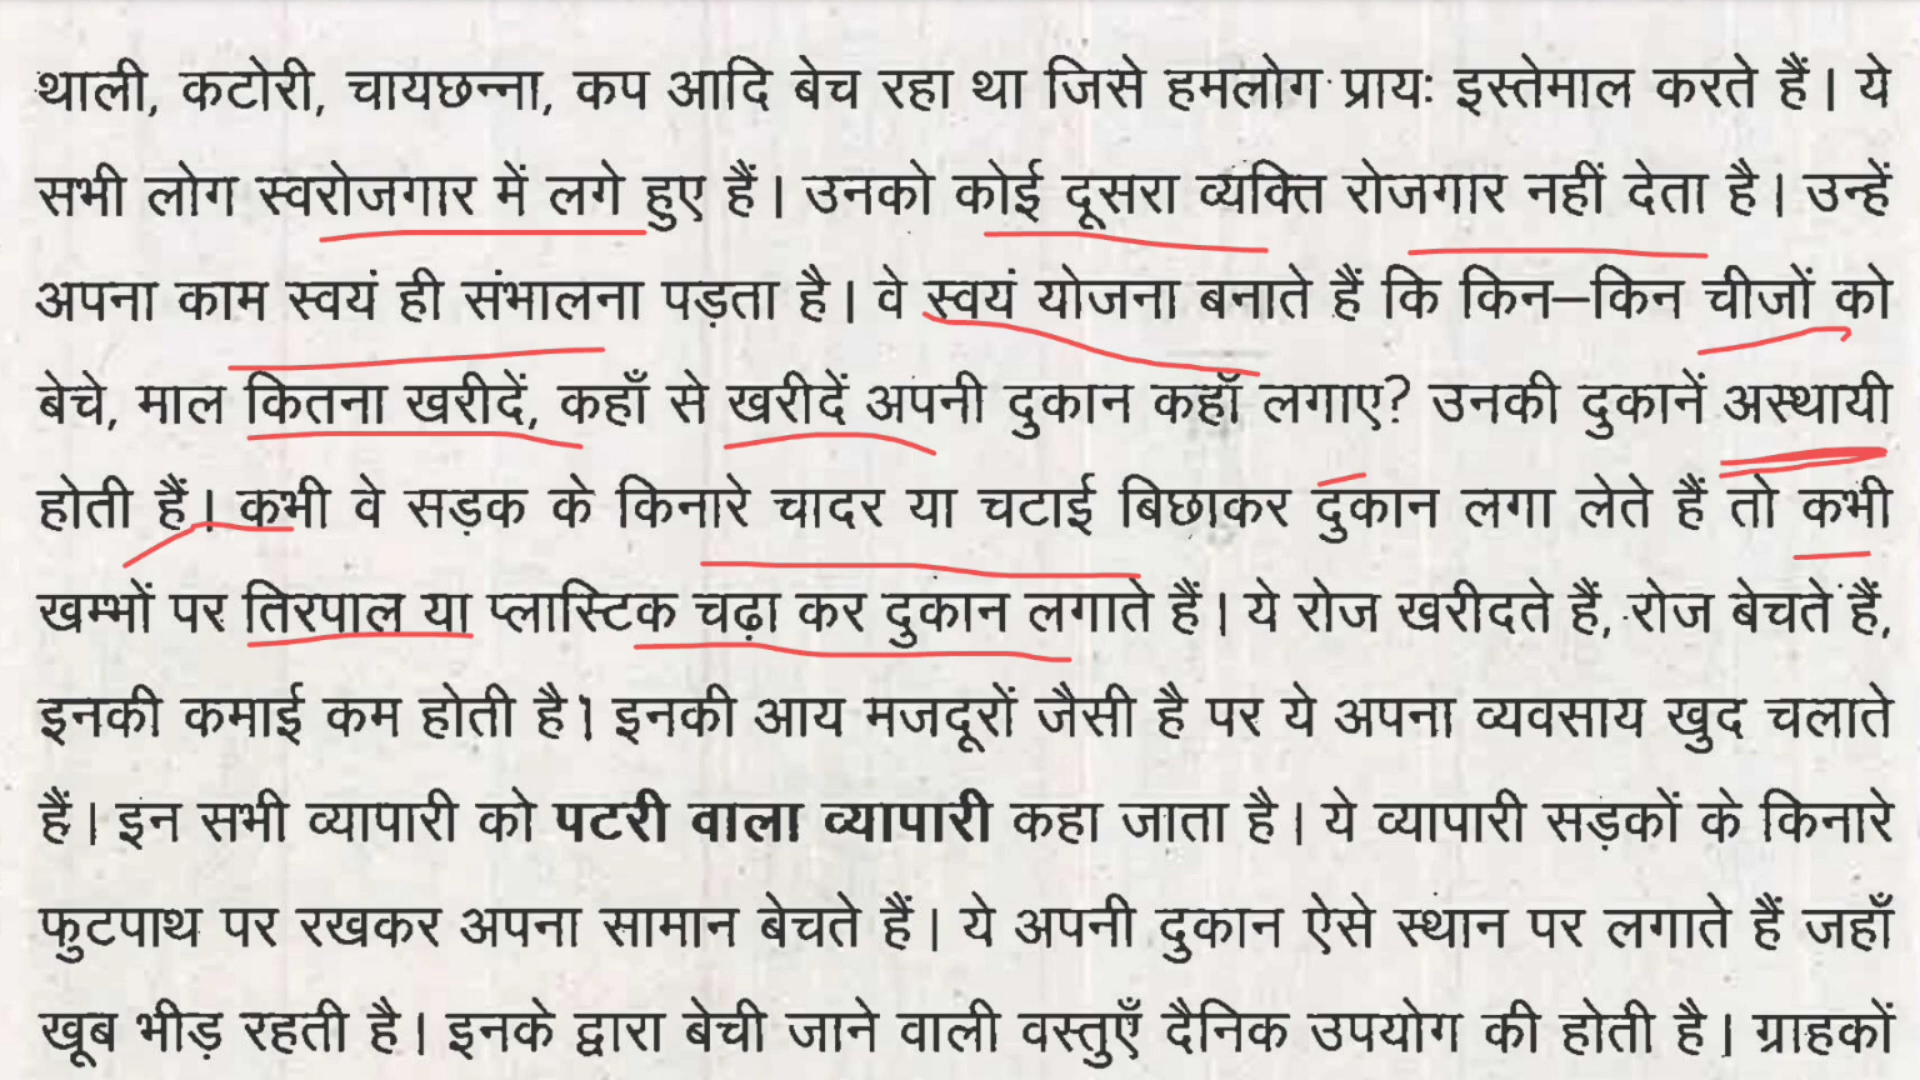 थाली, कटोरी, चायछन्ना, कप आदि बेच रहा था जिसे हमलोग प्रायः इस्तेमाल करते हैं। ये
सभी लोग स्वरोजगार में लगे हुए हैं। उनको कोई दूसरा व्यक्ति रोजगार नहीं देता है। उन्हें
अपना काम स्वयं ही संभालना पड़ता है। वे स्वयं योजना बनाते हैं कि किन–किन चीजों को
बेचे, माल कितना खरीदें, कहाँ से खरीदें अपनी दुकान कहाँ लगाए? उनकी दुकानें अस्थायी
होती हैं। कभी वे सड़क के किनारे चादर या चटाई बिछाकर दुकान लगा लेते हैं तो कभी
खम्भों पर तिरपाल या प्लास्टिक चढ़ा कर दुकान लगाते हैं। ये रोज खरीदते हैं, रोज बेचते हैं,
इनकी कमाई कम होती है। इनकी आय मजदूरों जैसी है पर ये अपना व्यवसाय खुद चलाते
हैं। इन सभी व्यापारी को पटरी वाला व्यापारी कहा जाता है। ये व्यापारी सड़कों के किनारे
फुटपाथ पर रखकर अपना सामान बेचते हैं। ये अपनी दुकान ऐसे स्थान पर लगाते हैं जहाँ
खूब भीड़ रहती है। इनके द्वारा बेची जाने वाली वस्तुएँ दैनिक उपयोग की होती है। ग्राहकों